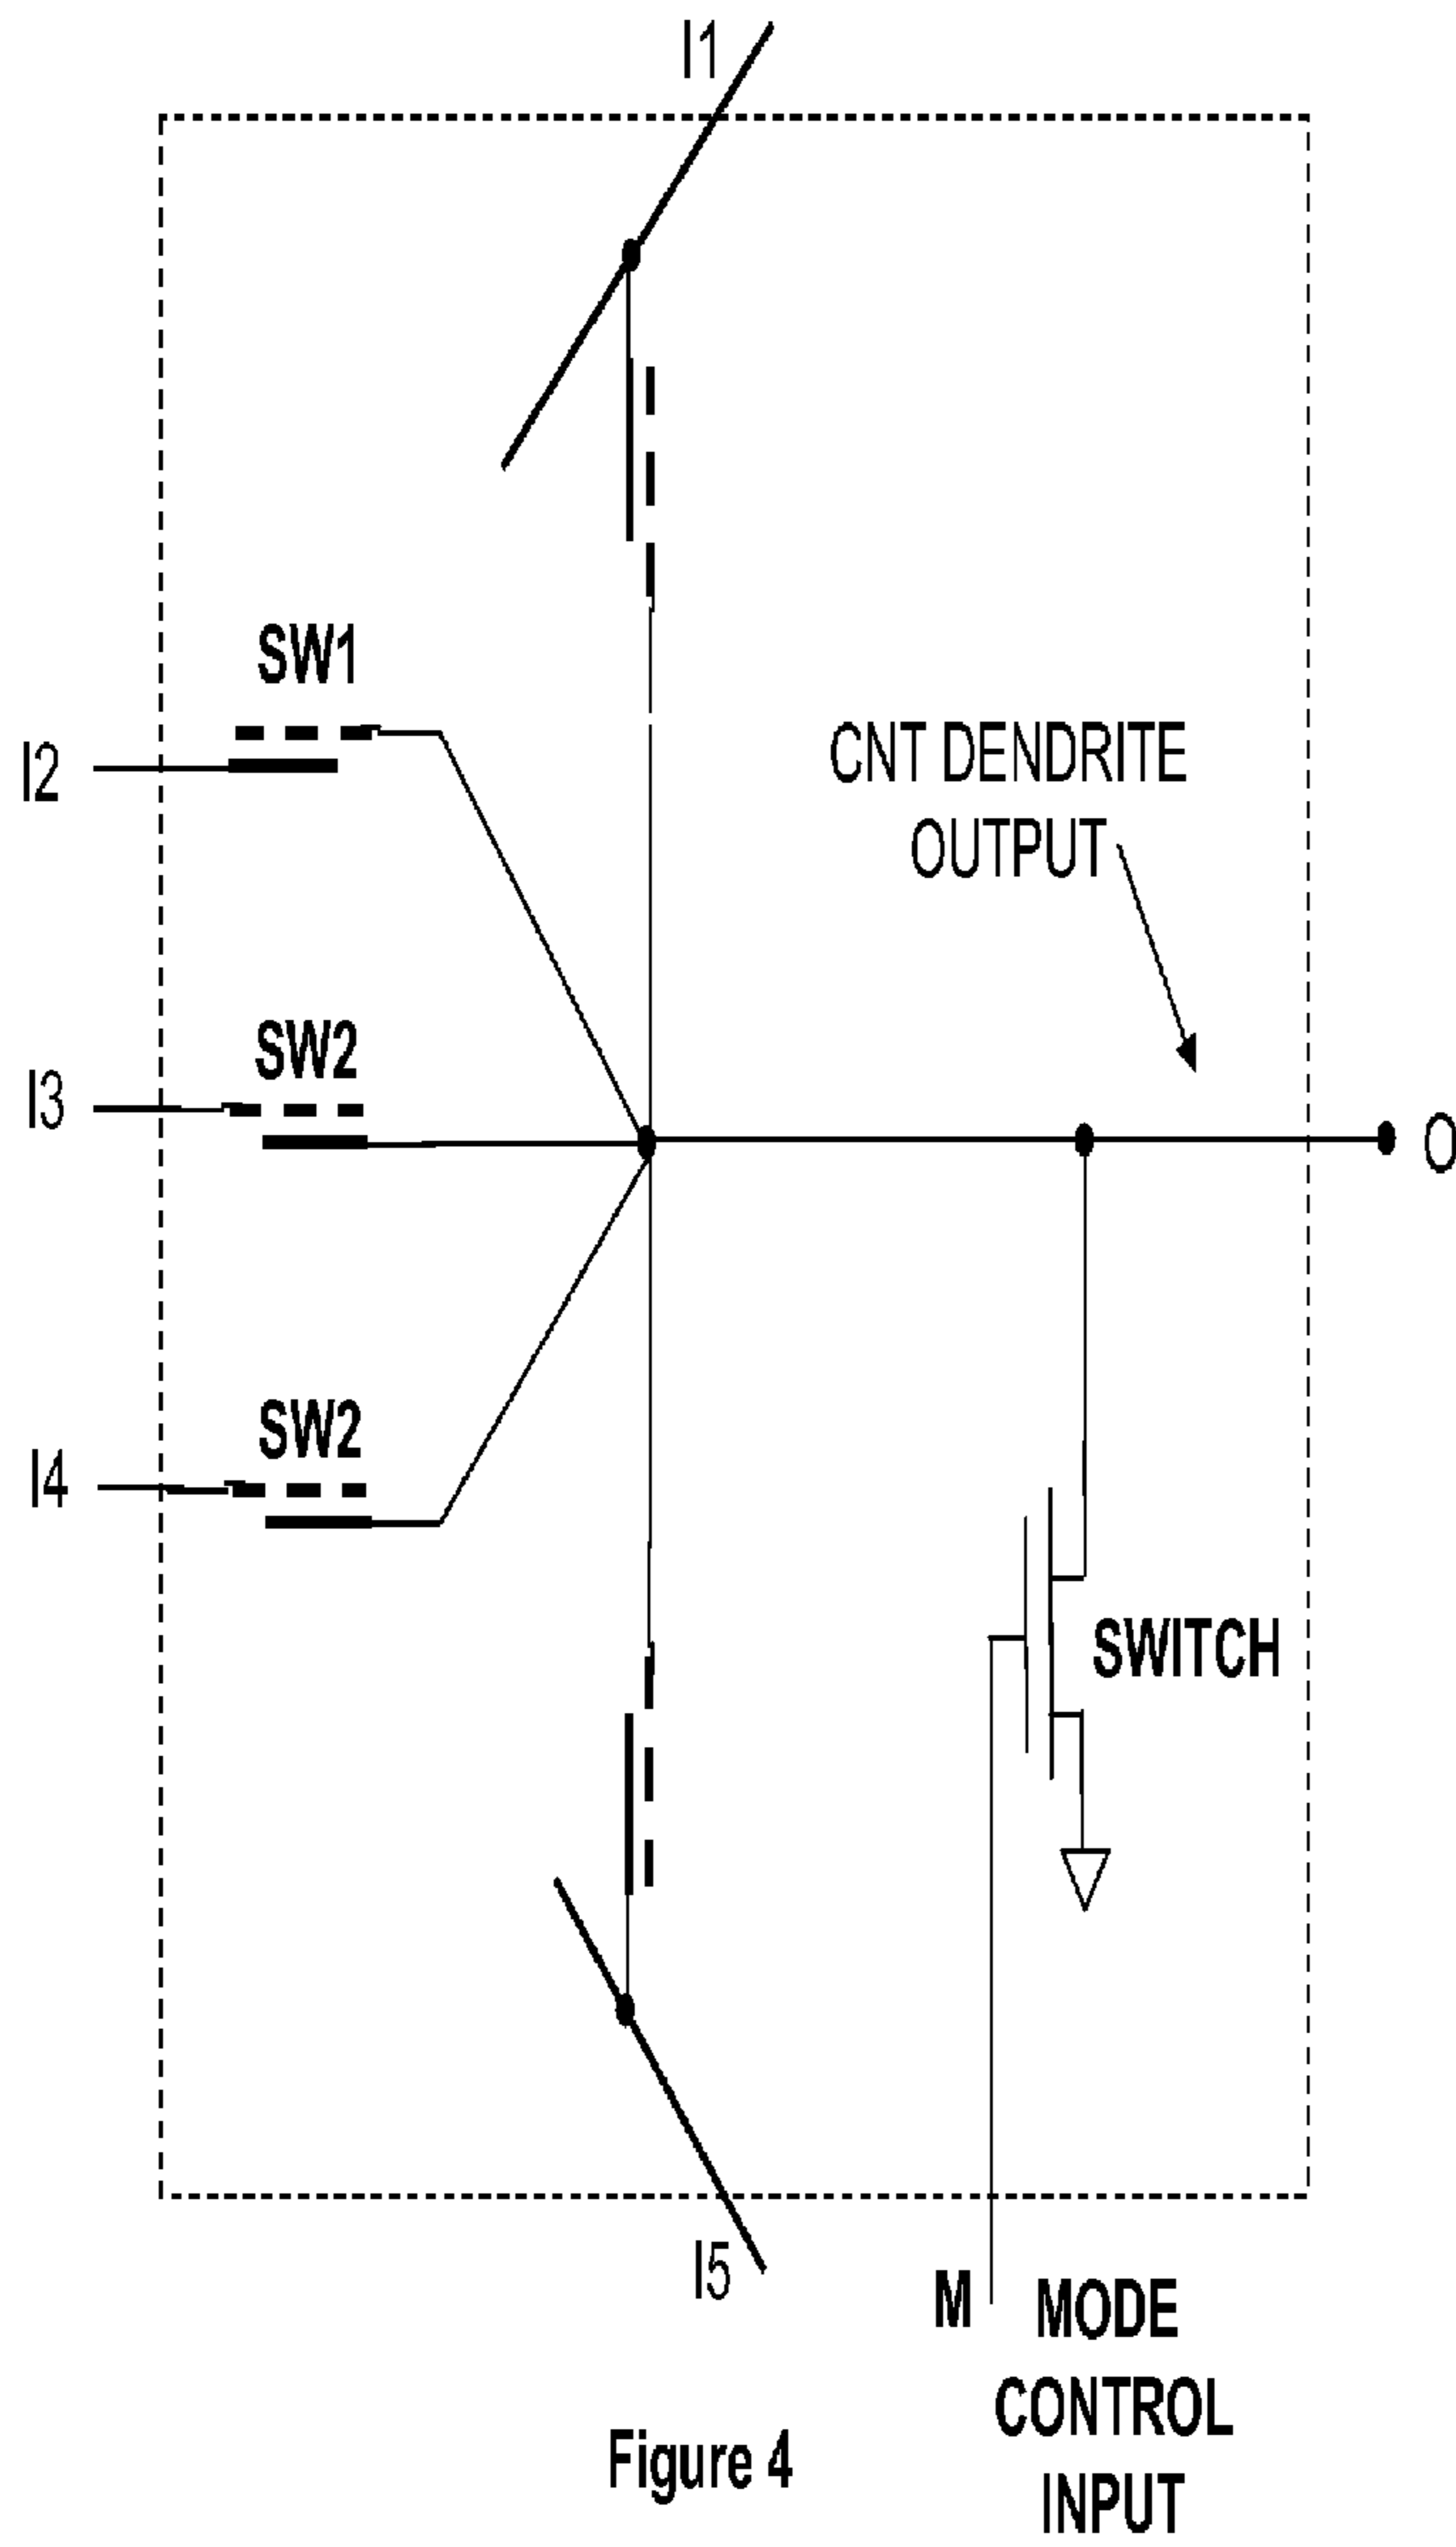 I1
SW1
I2
CNT DENDRITE
OUTPUT
SW2
I3
O
SW2
I4
SWITCH
I5
M
MODE
CONTROL
INPUT
Figure 4